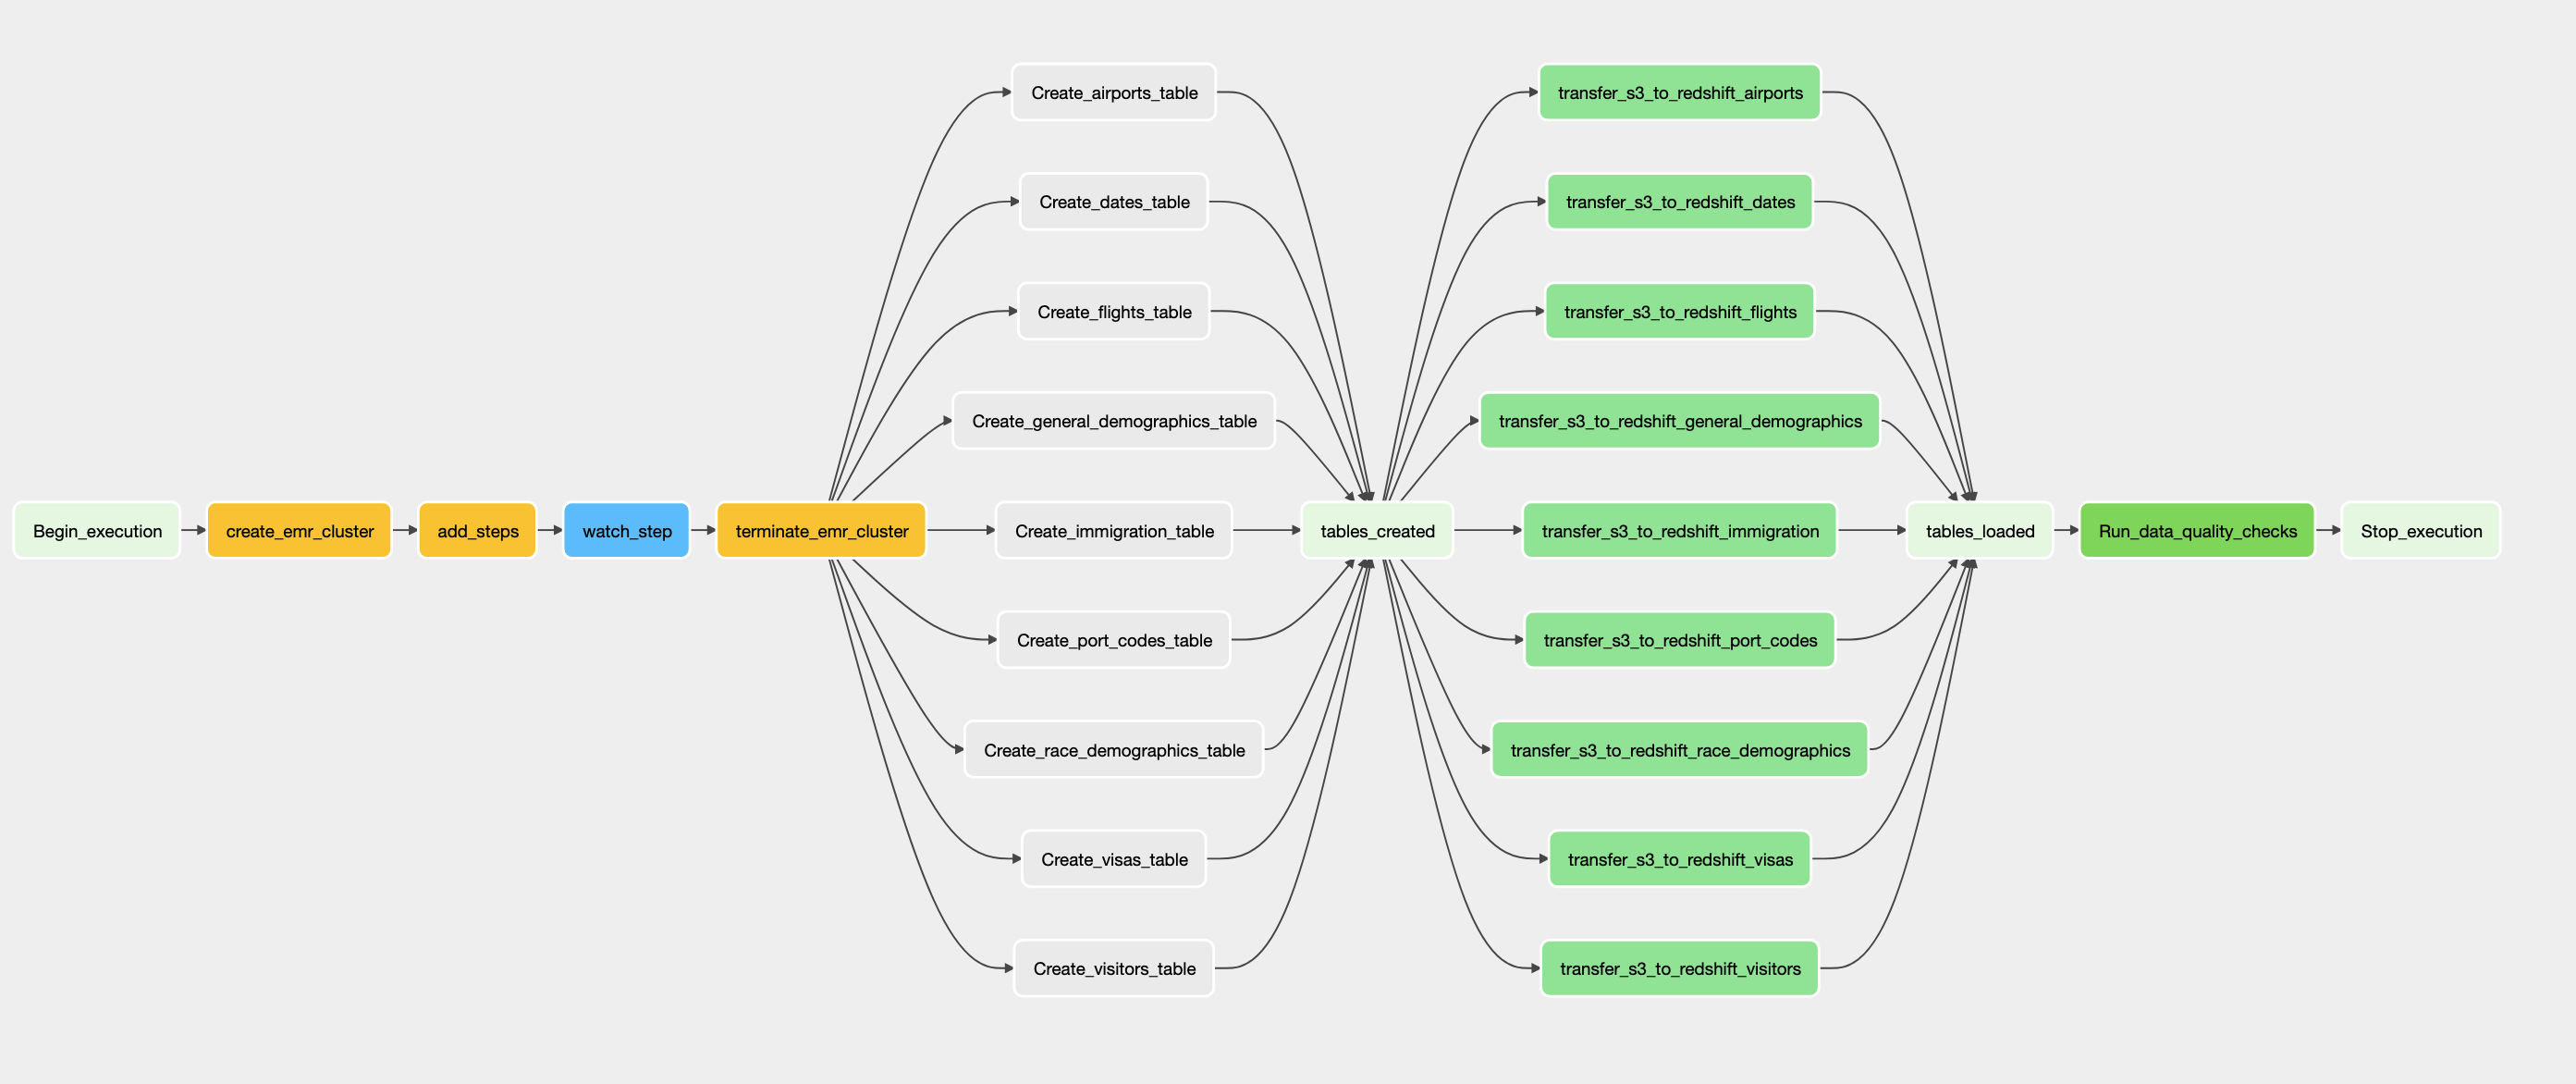 Begin_execution
create_emr_cluster
add_steps
watch_step
terminate_emr_cluster
Create_airports_table
Create_dates_table
Create_flights_table
Create_general_demographics_table
Create_immigration_table
Create_port_codes_table
Create_race_demographics_table
Create_visas_table
Create_visitors_table
tables_created
transfer_s3_to_redshift_airports
transfer_s3_to_redshift_dates
transfer_s3_to_redshift_flights
transfer_s3_to_redshift_general_demographics
transfer_s3_to_redshift_immigration
transfer_s3_to_redshift_port_codes
transfer_s3_to_redshift_race_demographics
transfer_s3_to_redshift_visas
transfer_s3_to_redshift_visitors
tables_loaded
Run_data_quality_checks
Stop_execution